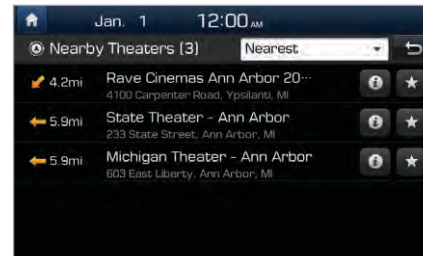 Jan. 1 12:00 AM
Nearby Theaters (3) Nearest
4.2mi Rave Cinemas Ann Arbor 20...
4100 Carpenter Road, Ypsilanti, MI
5.9mi State Theater - Ann Arbor
233 State Street, Ann Arbor, MI
5.9mi Michigan Theater - Ann Arbor
603 East Liberty, Ann Arbor, MI